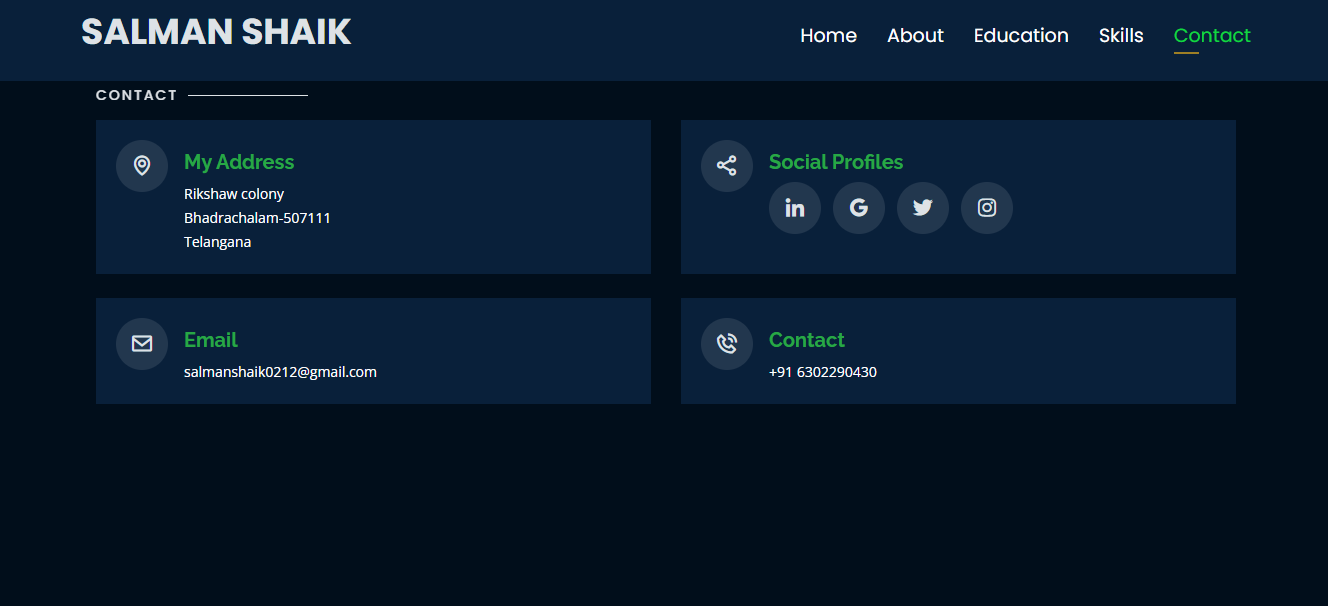 SALMAN SHAIK
Home About Education Skills Contact
CONTACT
My Address
Rikshaw colony
Bhadrachalam-507111
Telangana
Social Profiles
Email
salmanshaik0212@gmail.com
Contact
+91 6302290430